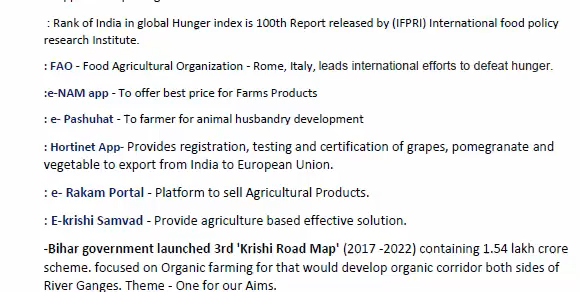 : Rank of India in global Hunger index is 100th Report released by (IFPRI) International food policy
research Institute.
: FAO - Food Agricultural Organization - Rome, Italy, leads international efforts to defeat hunger.
:e-NAM app - To offer best price for Farms Products
: e- Pashuhat - To farmer for animal husbandry development
: Hortinet App- Provides registration, testing and certification of grapes, pomegranate and
vegetable to export from India to European Union.
: e- Rakam Portal - Platform to sell Agricultural Products.
: E-krishi Samvad - Provide agriculture based effective solution.
-Bihar government launched 3rd 'Krishi Road Map' (2017 -2022) containing 1.54 lakh crore
scheme. focused on Organic farming for that would develop organic corridor both sides of
River Ganges. Theme - One for our Aims.